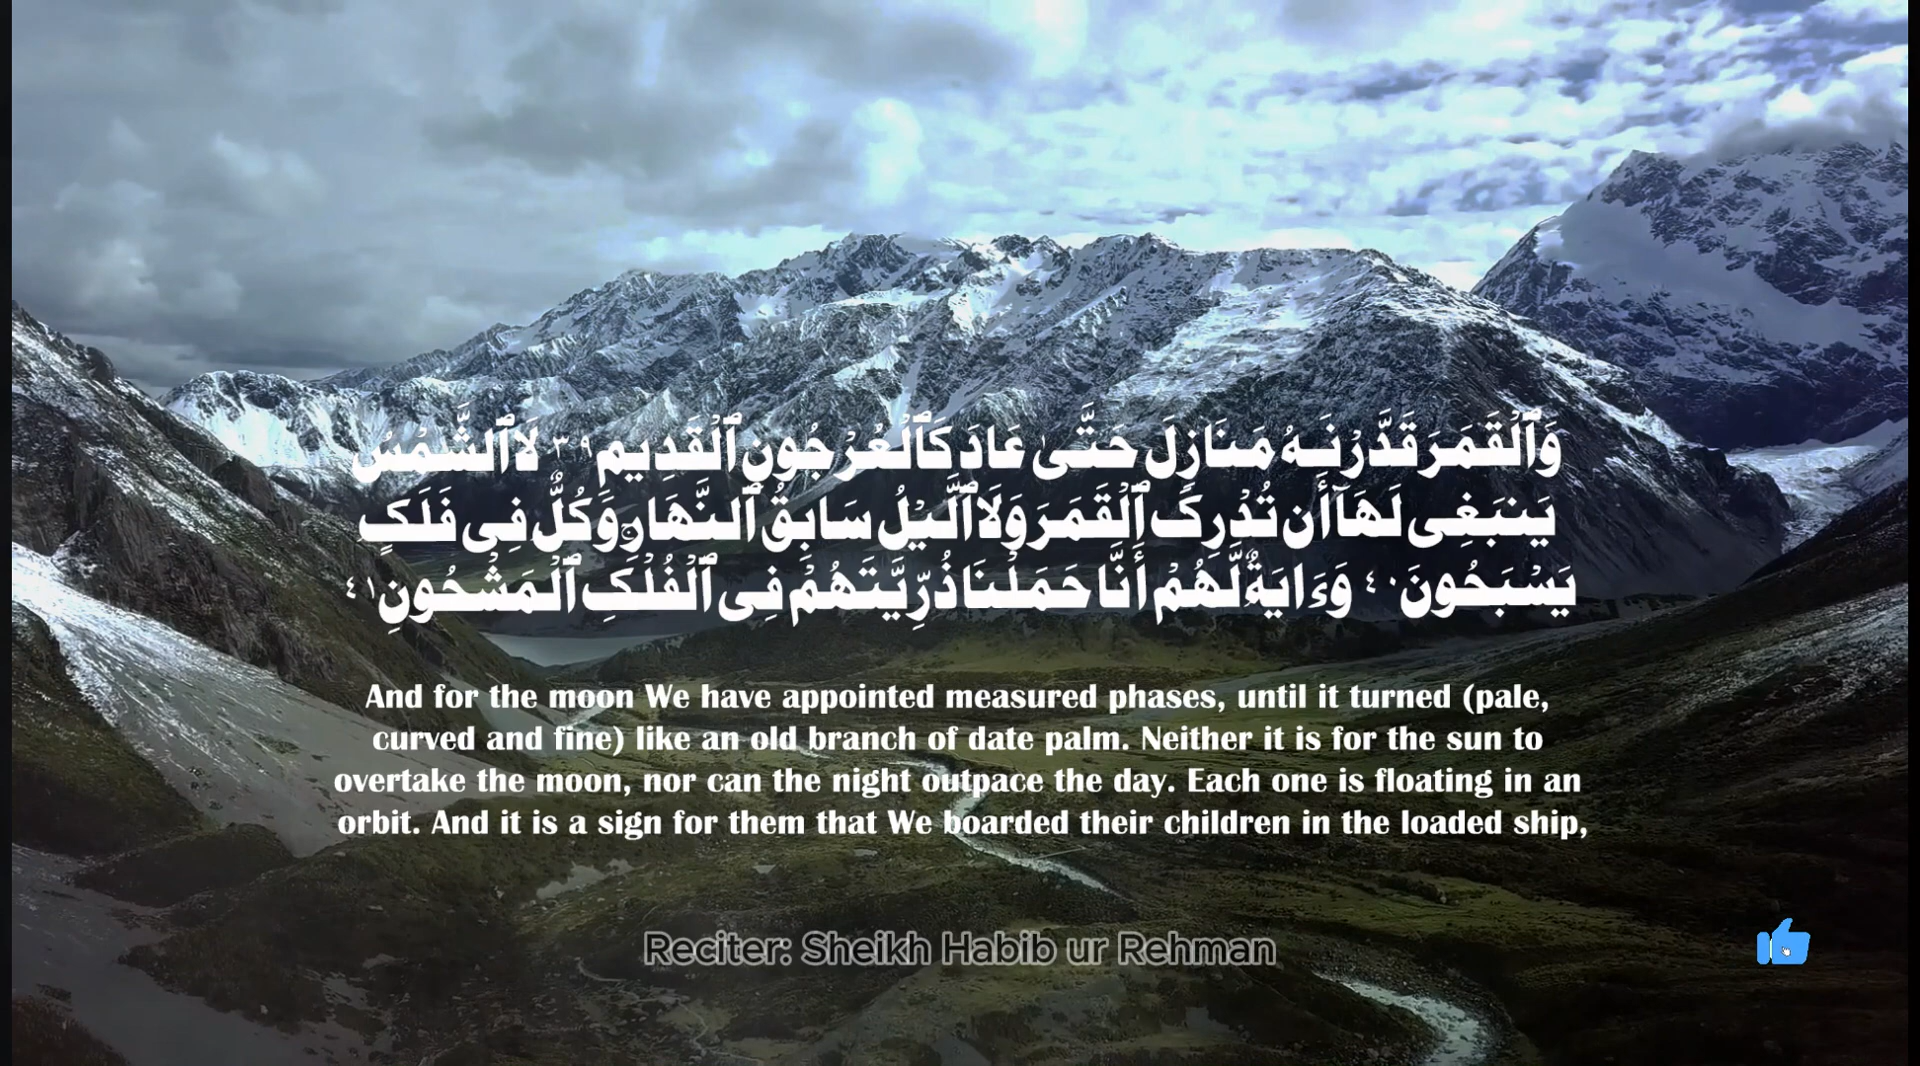 وَٱلْقَمَرَ قَدَّرْنَـٰهُ مَنَازِلَ حَتَّىٰ عَادَ كَٱلْعُرْجُونِ ٱلْقَدِيمِ ٣٩ لَا ٱلشَّمْسُ
يَنۢبَغِى لَهَآ أَن تُدْرِكَ ٱلْقَمَرَ وَلَا ٱلَّيْلُ سَابِقُ ٱلنَّهَارِ ۚ وَكُلٌّ فِى فَلَكٍ
يَسْبَحُونَ ٤٠ وَءَايَةٌ لَّهُمْ أَنَّا حَمَلْنَا ذُرِّيَّتَهُمْ فِى ٱلْفُلْكِ ٱلْمَشْحُونِ ٤١
And for the moon We have appointed measured phases, until it turned (pale,
curved and fine) like an old branch of date palm. Neither it is for the sun to
overtake the moon, nor can the night outpace the day. Each one is floating in an
orbit. And it is a sign for them that We boarded their children in the loaded ship,
Reciter: Sheikh Habib ur Rehman